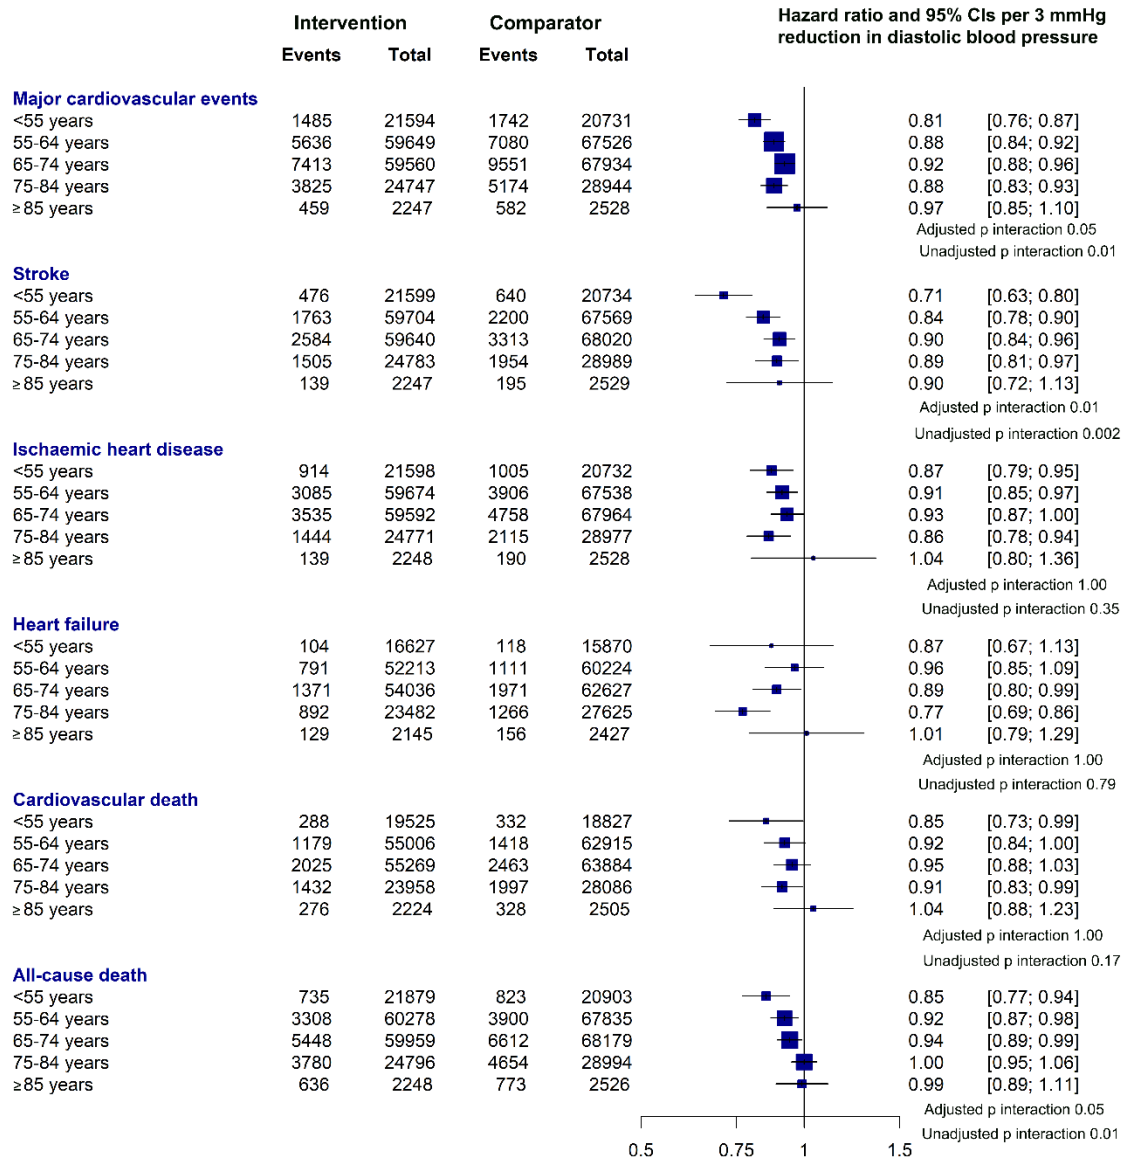 Intervention Comparator Hazard ratio and 95% CIs per 3 mmHg
reduction in diastolic blood pressure
Events Total Events Total
Major cardiovascular events
<55 years 1485 21594 1742 20731 0.81 [0.76; 0.87]
55-64 years 5636 59649 7080 67526 0.88 [0.84; 0.92]
65-74 years 7413 59560 9551 67934 0.92 [0.88; 0.96]
75-84 years 3825 24747 5174 28944 0.88 [0.83; 0.93]
≥85 years 459 2247 582 2528 0.97 [0.85; 1.10]
Adjusted p interaction 0.05
Unadjusted p interaction 0.01
Stroke
<55 years 476 21599 640 20734 0.71 [0.63; 0.80]
55-64 years 1763 59704 2200 67569 0.84 [0.78; 0.90]
65-74 years 2584 59640 3313 68020 0.90 [0.84; 0.96]
75-84 years 1505 24783 1954 28989 0.89 [0.81; 0.97]
≥85 years 139 2247 195 2529 0.90 [0.72; 1.13]
Adjusted p interaction 0.01
Unadjusted p interaction 0.002
Ischaemic heart disease
<55 years 914 21598 1005 20732 0.87 [0.79; 0.95]
55-64 years 3085 59674 3906 67538 0.91 [0.85; 0.97]
65-74 years 3535 59592 4758 67964 0.93 [0.87; 1.00]
75-84 years 1444 24771 2115 28977 0.86 [0.78; 0.94]
≥85 years 139 2248 190 2528 1.04 [0.80; 1.36]
Adjusted p interaction 1.00
Unadjusted p interaction 0.35
Heart failure
<55 years 104 16627 118 15870 0.87 [0.67; 1.13]
55-64 years 791 52213 1111 60224 0.96 [0.85; 1.09]
65-74 years 1371 54036 1971 62627 0.89 [0.80; 0.99]
75-84 years 892 23482 1266 27625 0.77 [0.69; 0.86]
≥85 years 129 2145 156 2427 1.01 [0.79; 1.29]
Adjusted p interaction 1.00
Unadjusted p interaction 0.79
Cardiovascular death
<55 years 288 19525 332 18827 0.85 [0.73; 0.99]
55-64 years 1179 55006 1418 62915 0.92 [0.84; 1.00]
65-74 years 2025 55269 2463 63884 0.95 [0.88; 1.03]
75-84 years 1432 23958 1997 28086 0.91 [0.83; 0.99]
≥85 years 276 2224 328 2505 1.04 [0.88; 1.23]
Adjusted p interaction 1.00
Unadjusted p interaction 0.17
All-cause death
<55 years 735 21879 823 20903 0.85 [0.77; 0.94]
55-64 years 3308 60278 3900 67835 0.92 [0.87; 0.98]
65-74 years 5448 59959 6612 68179 0.94 [0.89; 0.99]
75-84 years 3780 24796 4654 28994 1.00 [0.95; 1.06]
≥85 years 636 2248 773 2526 0.99 [0.89; 1.11]
Adjusted p interaction 0.05
Unadjusted p interaction 0.01
0.5 0.75 1 1.5